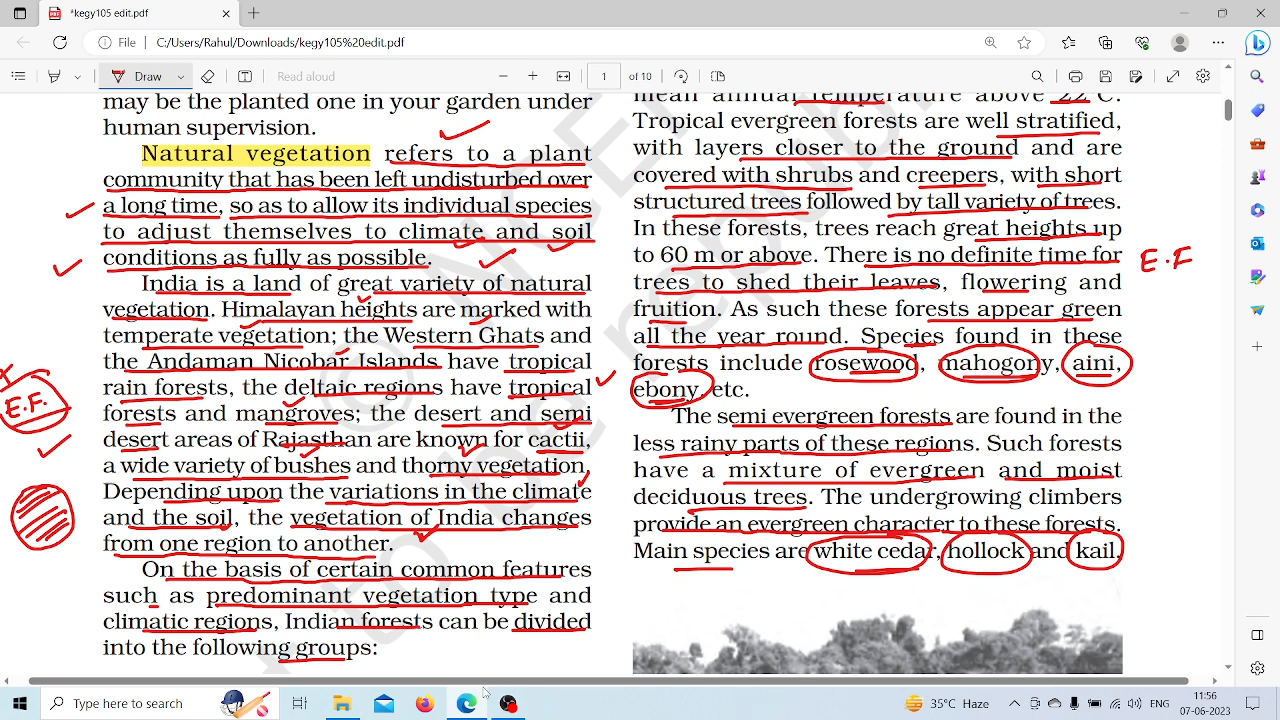 *kegy105 edit.pdf
File C:/Users/Rahul/Downloads/kegy105%20edit.pdf
Draw Read aloud 1 of 10
may be the planted one in your garden under
human supervision.
Natural vegetation refers to a plant
community that has been left undisturbed over
a long time, so as to allow its individual species
to adjust themselves to climate and soil
conditions as fully as possible.
India is a land of great variety of natural
vegetation. Himalayan heights are marked with
temperate vegetation; the Western Ghats and
the Andaman Nicobar Islands have tropical
rain forests, the deltaic regions have tropical
forests and mangroves; the desert and semi
desert areas of Rajasthan are known for cactii,
a wide variety of bushes and thorny vegetation.
Depending upon the variations in the climate
and the soil, the vegetation of India changes
from one region to another.
On the basis of certain common features
such as predominant vegetation type and
climatic regions, Indian forests can be divided
into the following groups:
E.F.
mean annual temperature above 22°C.
Tropical evergreen forests are well stratified,
with layers closer to the ground and are
covered with shrubs and creepers, with short
structured trees followed by tall variety of trees.
In these forests, trees reach great heights up
to 60 m or above. There is no definite time for
trees to shed their leaves, flowering and
fruition. As such these forests appear green
all the year round. Species found in these
forests include rosewood, mahogony, aini,
ebony, etc.
The semi evergreen forests are found in the
less rainy parts of these regions. Such forests
have a mixture of evergreen and moist
deciduous trees. The undergrowing climbers
provide an evergreen character to these forests.
Main species are white cedar, hollock and kail.
E.F
Type here to search
35°C Haze ENG 11:56
07-06-2023